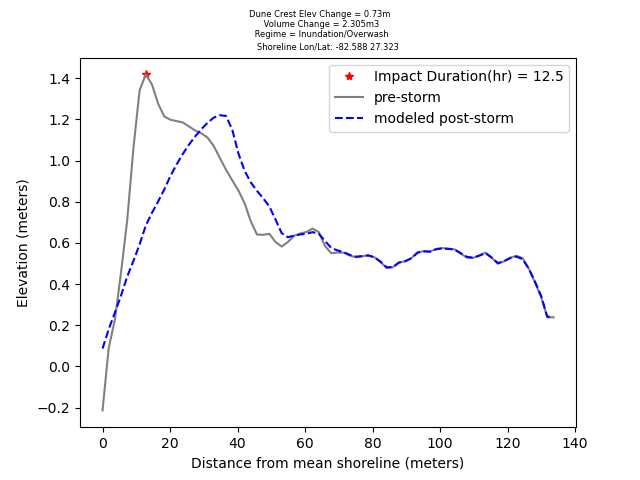 Dune Crest Elev Change = 0.73m
Volume Change = 2.305m3
Regime = Inundation/Overwash
Shoreline Lon/Lat: -82.588 27.323
Impact Duration(hr) = 12.5
pre-storm
modeled post-storm
1.4
1.2
1.0
0.8
0.6
0.4
0.2
0.0
−0.2
Elevation (meters)
0 20 40 60 80 100 120 140
Distance from mean shoreline (meters)